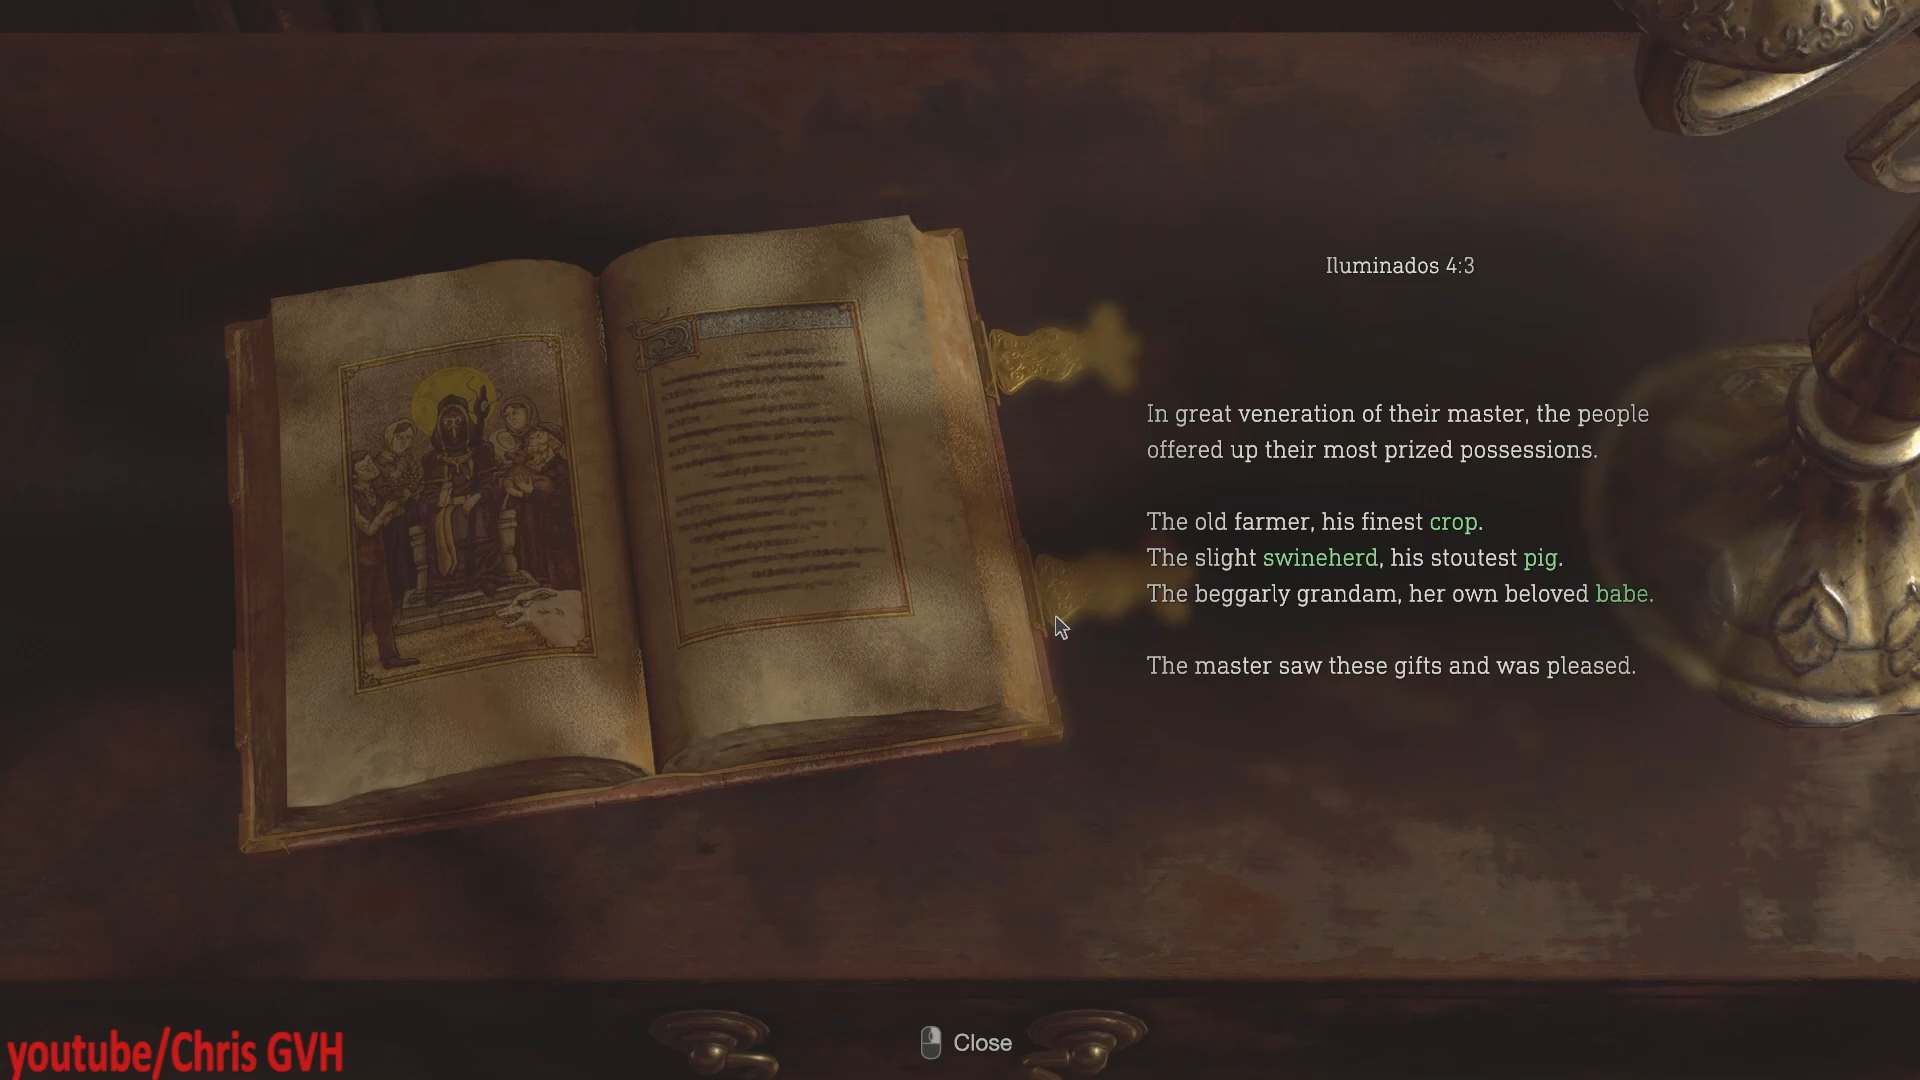 Iluminados 4:3
In great veneration of their master, the people
offered up their most prized possessions.
The old farmer, his finest crop.
The slight swineherd, his stoutest pig.
The beggarly grandam, her own beloved babe.
The master saw these gifts and was pleased.
Close
youtube/Chris GVH